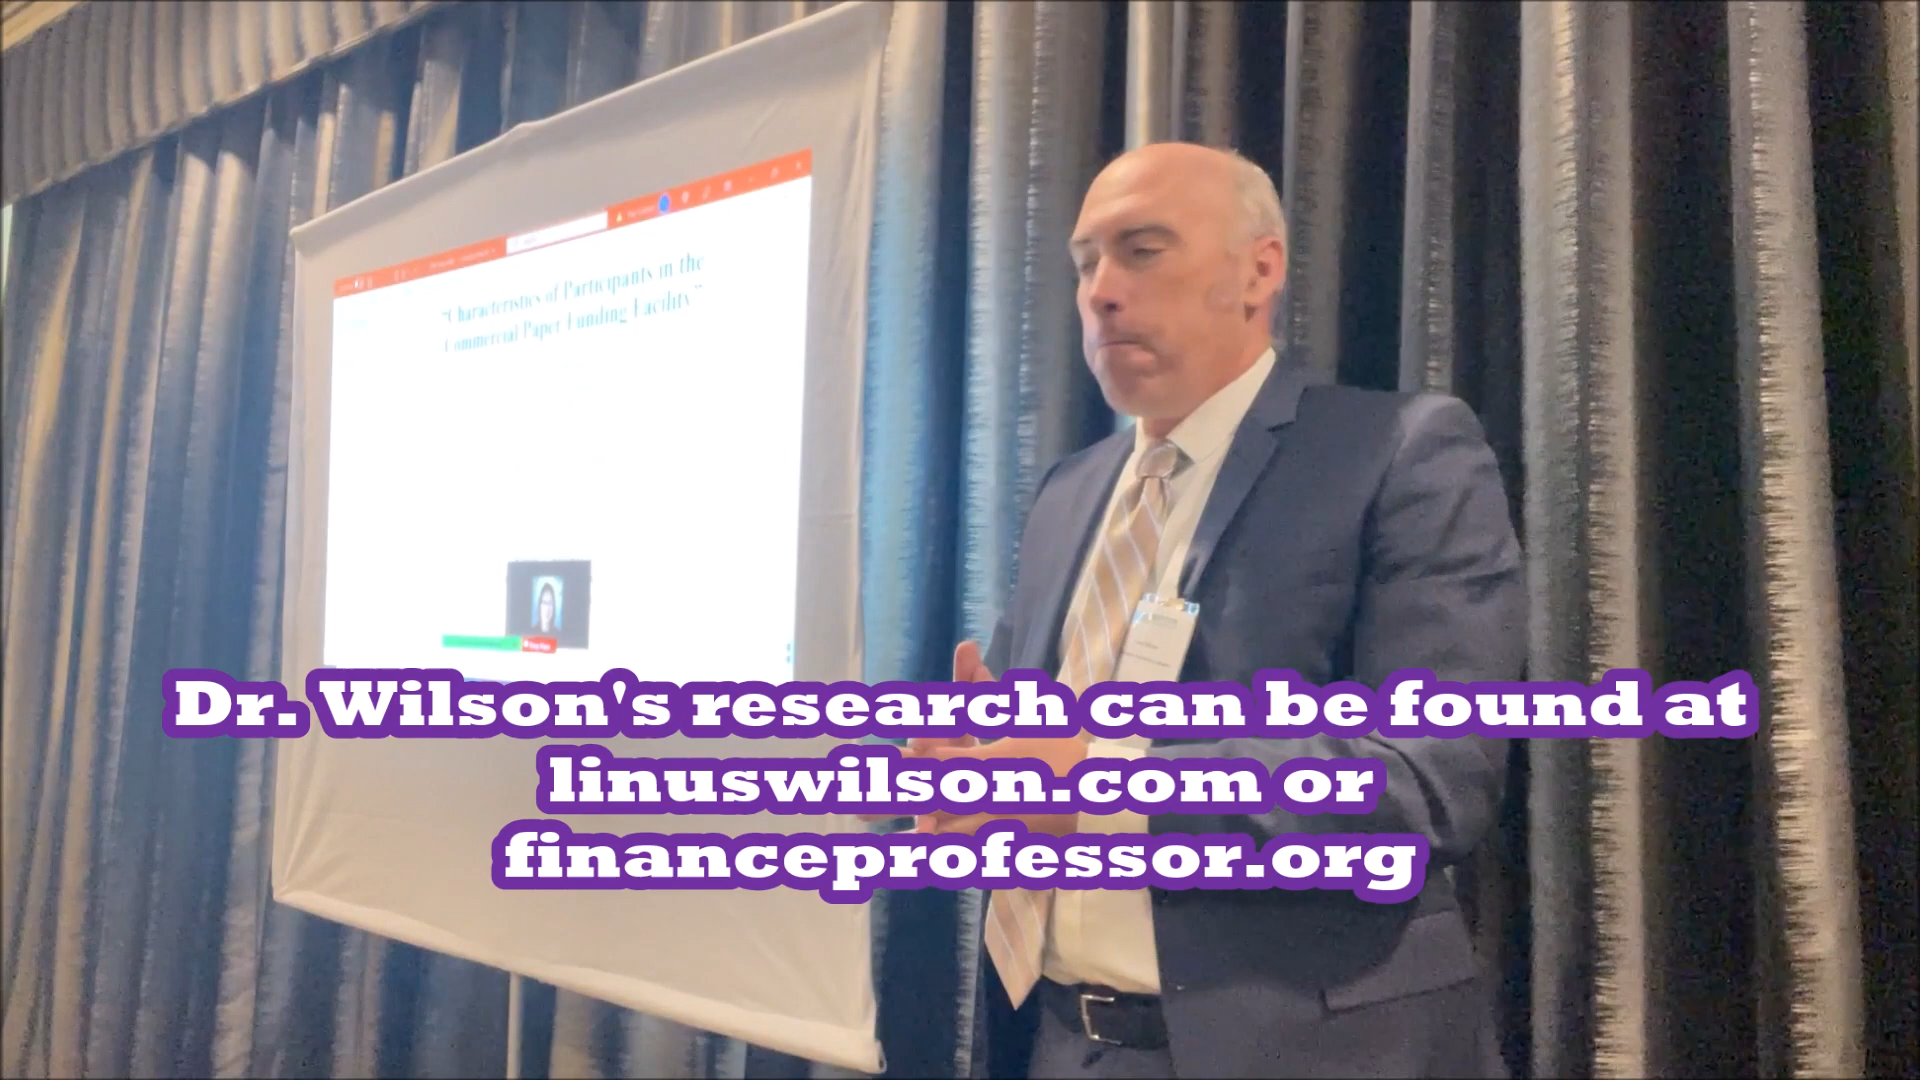 "Characteristics of Participants in the
Commercial Paper Funding Facility"
Dr. Wilson's research can be found at
linuswilson.com or
financeprofessor.org